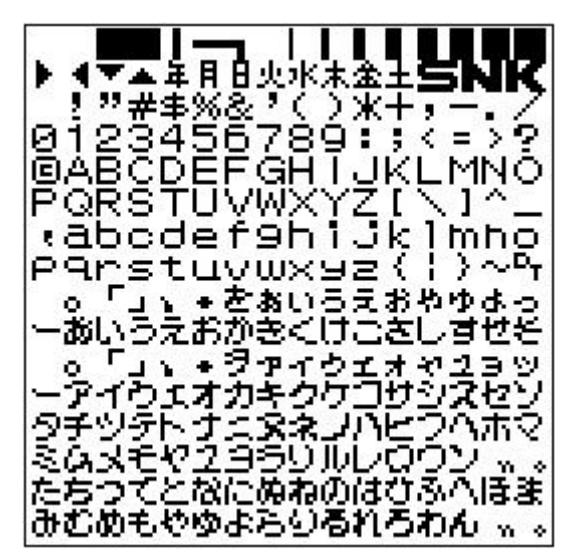 ▶◀▼▲年月日火水木金土SNK
!"#$%&'()*+,-./
0123456789:;<=>?
©ABCDEFGHIJKLMNO
PQRSTUVWXYZ[\]^_
'abcdefghijklmno
pqrstuvwxyz{|}~
。「」、・をぁぃぅぇぉゃゅょっ
ーあいうえおかきくけこさしすせそ
。「」、・ヲァィゥェォャュョッ
ーアイウエオカキクケコサシスセソ
タチツテトナニヌネノハヒフヘホマ
ミムメモヤユヨラリルレロワン゛゜
たちつてとなにぬねのはひふへほま
みむめもやゆよらりるれろわん゛゜